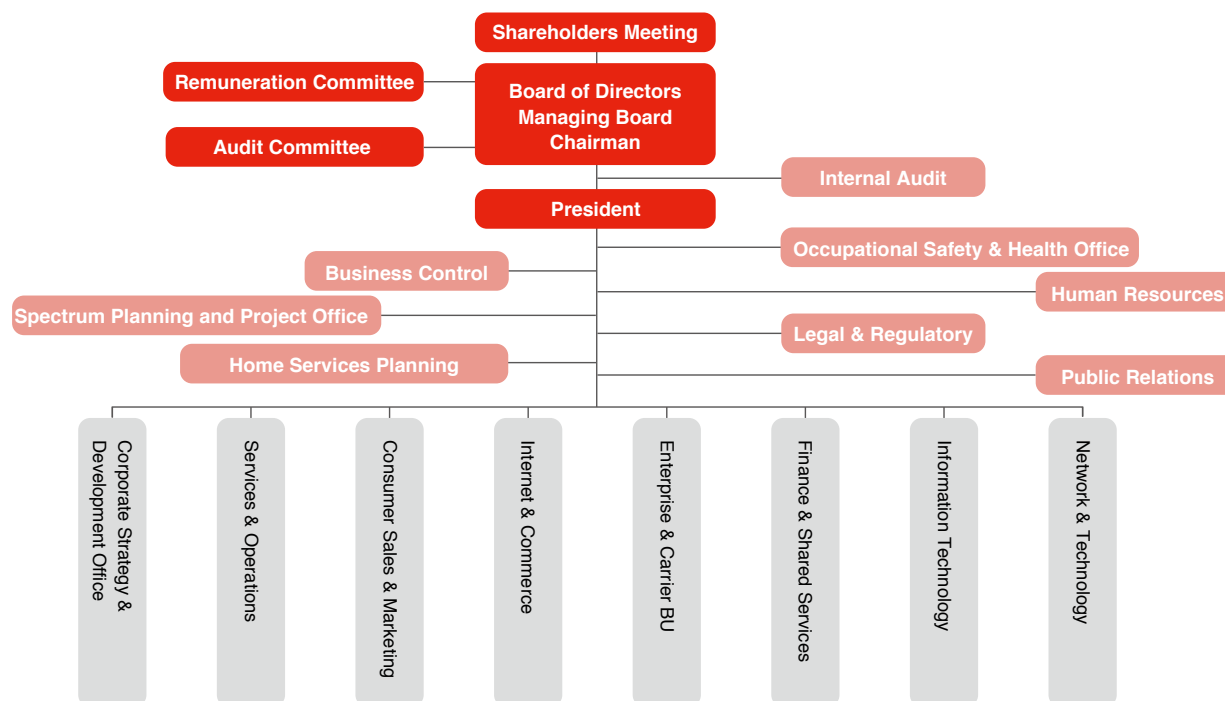 Shareholders Meeting
Remuneration Committee
Board of Directors
Managing Board
Chairman
Audit Committee
Internal Audit
President
Occupational Safety & Health Office
Business Control
Human Resources
Spectrum Planning and Project Office
Legal & Regulatory
Home Services Planning
Public Relations
Corporate Strategy &
Development Office
Services & Operations
Consumer Sales & Marketing
Internet & Commerce
Enterprise & Carrier BU
Finance & Shared Services
Information Technology
Network & Technology